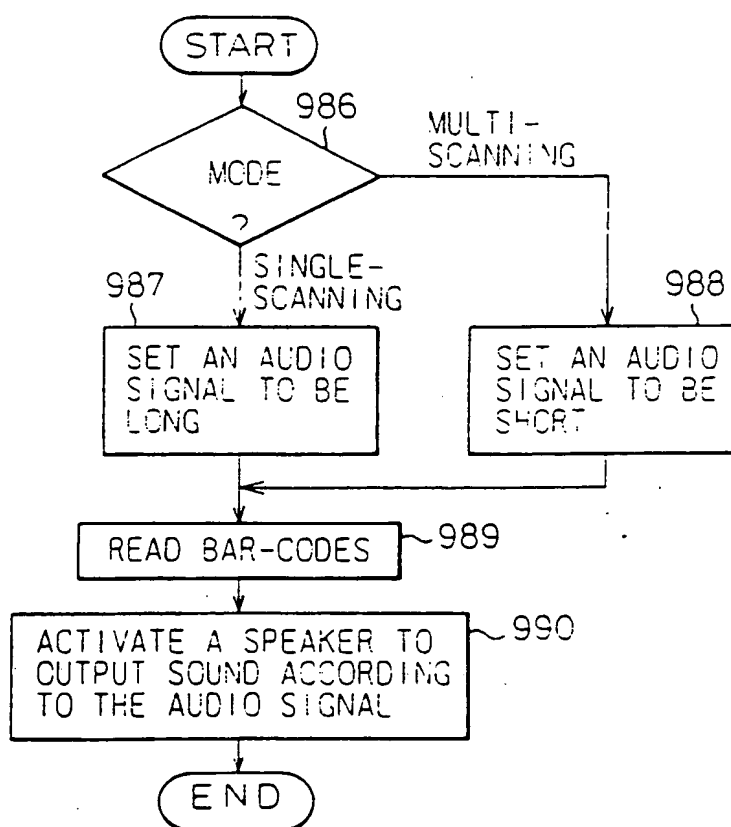 START
986
MODE
?
MULTI-
SCANNING
SINGLE-
SCANNING
987
SET AN AUDIO
SIGNAL TO BE
LONG
988
SET AN AUDIO
SIGNAL TO BE
SHORT
READ BAR-CODES
989
ACTIVATE A SPEAKER TO
OUTPUT SOUND ACCORDING
TO THE AUDIO SIGNAL
990
END